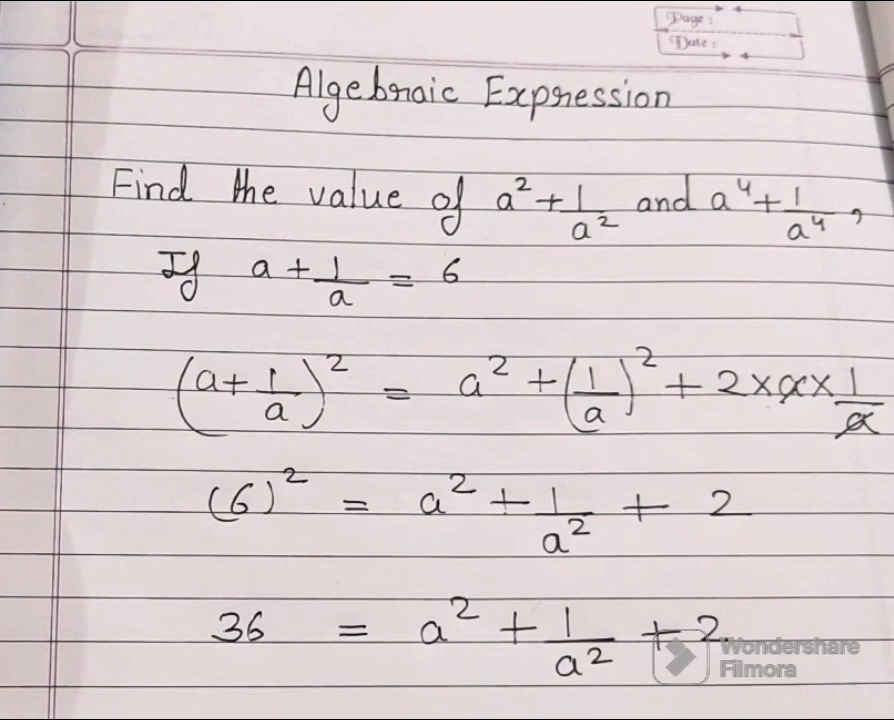 Page :
Date :
Algebraic Expression
Find the value of a² + 1/a² and a⁴ + 1/a⁴,
If a + 1/a = 6
(a + 1/a)² = a² + (1/a)² + 2 × a × 1/a
(6)² = a² + 1/a² + 2
36 = a² + 1/a² + 2
Wondershare
Filmora